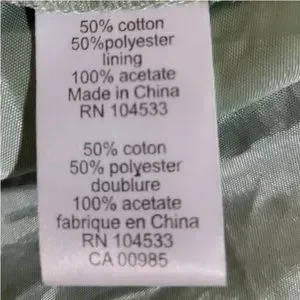 50% cotton
50%polyester
lining
100% acetate
Made in China
RN 104533
50% coton
50% polyester
doublure
100% acetate
fabrique en China
RN 104533
CA 00985